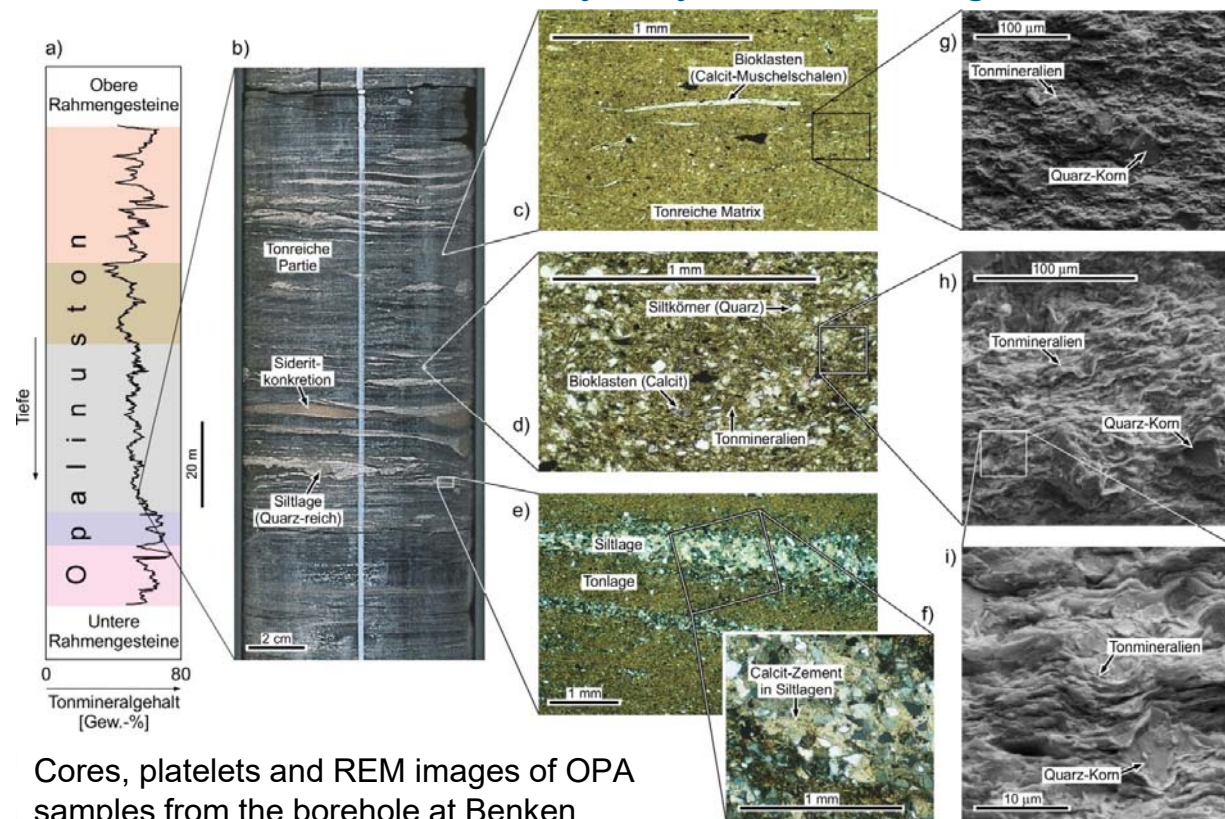 a)
Obere
Rahmengesteine
Opalinuston
Tiefe
20 m
Untere
Rahmengesteine
0
80
Tonmineralgehalt
[Gew.-%]
b)
Tonreiche
Partie
Siderit-
konkretion
Siltlage
(Quarz-reich)
2 cm
1 mm
Bioklasten
(Calcit-Muschelschalen)
c)
Tonreiche Matrix
1 mm
Siltkörner (Quarz)
Bioklasten (Calcit)
d)
Tonmineralien
e)
Siltlage
Tonlage
1 mm
f)
Calcit-Zement
in Siltlagen
1 mm
g)
100 µm
Tonmineralien
Quarz-Korn
h)
100 µm
Tonmineralien
Quarz-Korn
i)
Tonmineralien
Quarz-Korn
10 µm
Cores, platelets and REM images of OPA
samples from the borehole at Benken